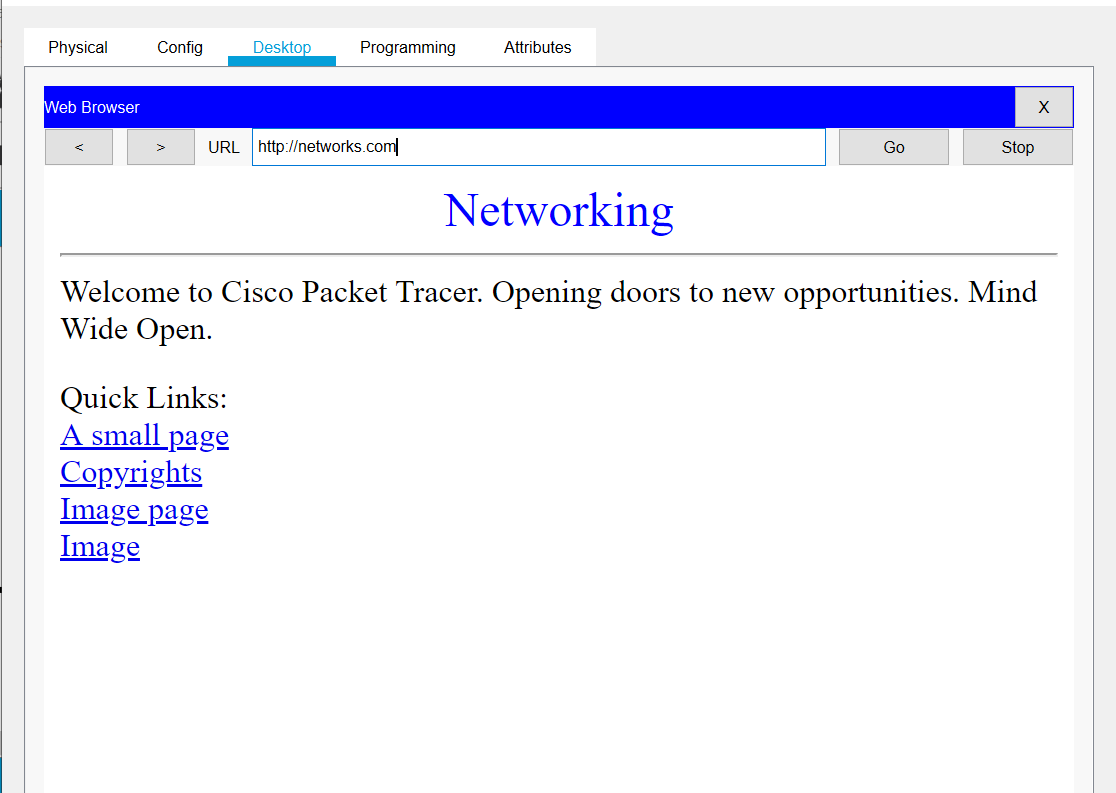 Physical Config Desktop Programming Attributes
Web Browser X
< > URL http://networks.com Go Stop
Networking
Welcome to Cisco Packet Tracer. Opening doors to new opportunities. Mind
Wide Open.
Quick Links:
A small page
Copyrights
Image page
Image